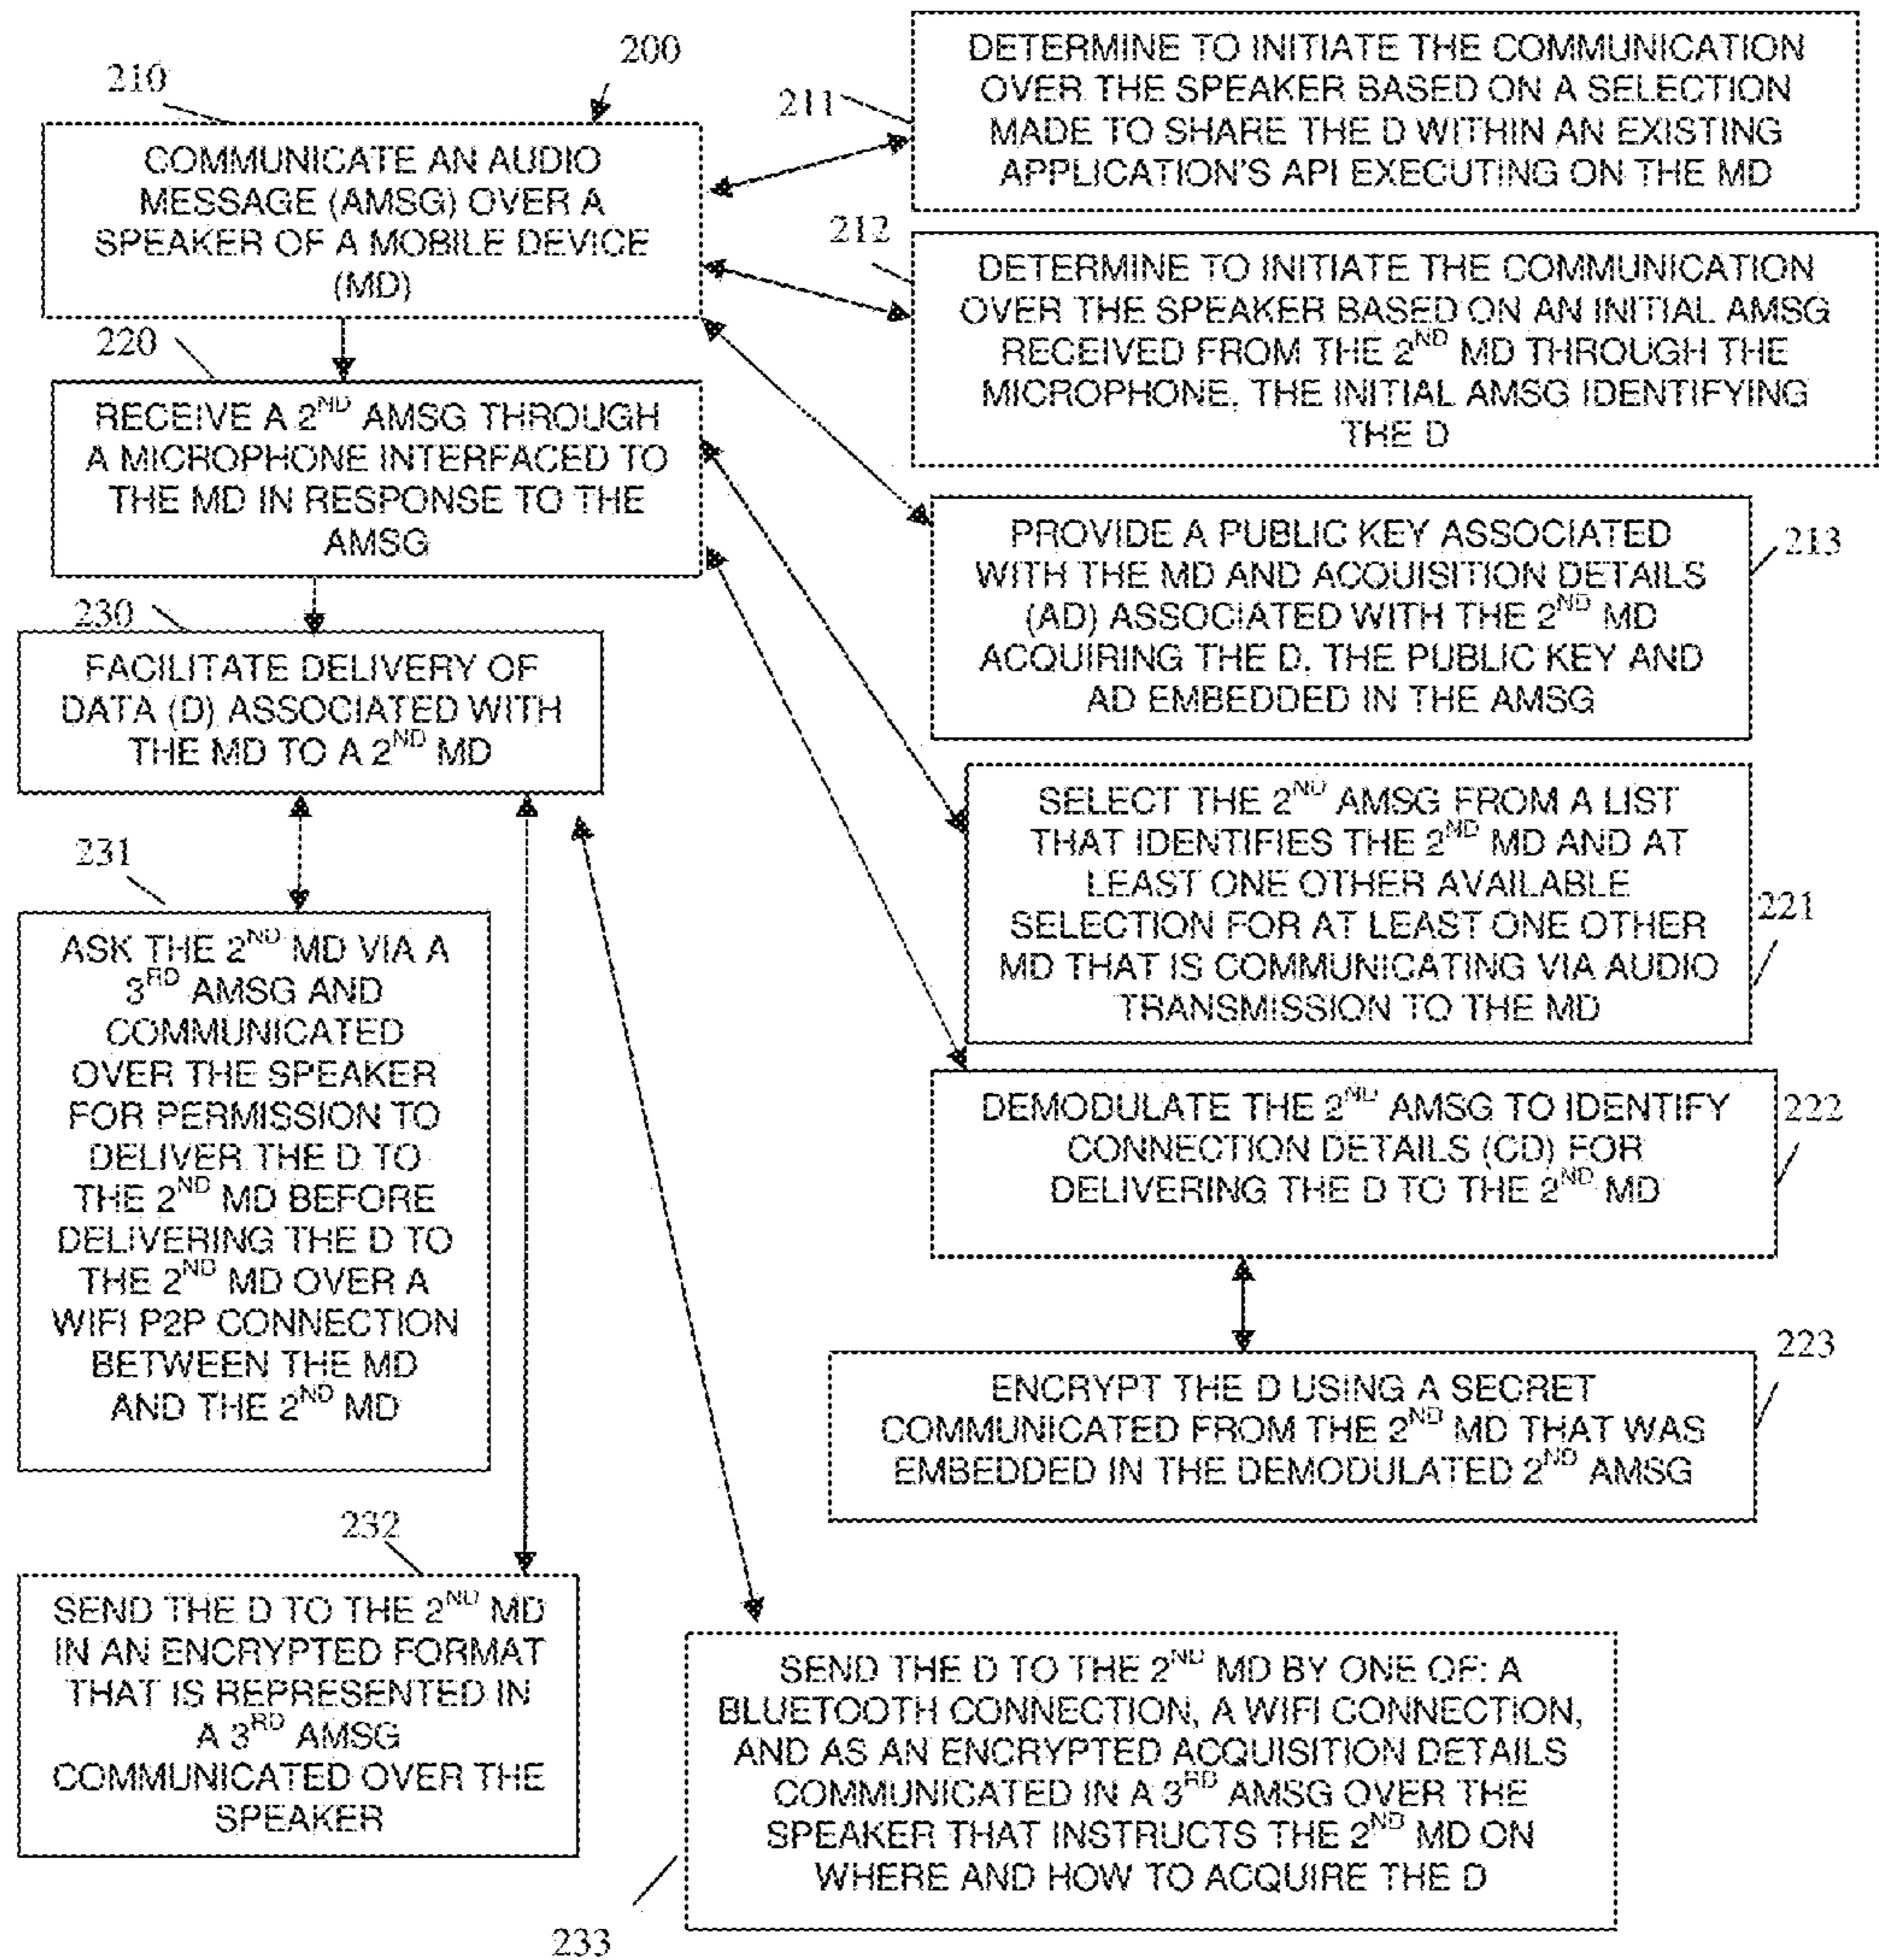 200
210
COMMUNICATE AN AUDIO
MESSAGE (AMSG) OVER A
SPEAKER OF A MOBILE DEVICE
(MD)
211
DETERMINE TO INITIATE THE COMMUNICATION
OVER THE SPEAKER BASED ON A SELECTION
MADE TO SHARE THE D WITHIN AN EXISTING
APPLICATION'S API EXECUTING ON THE MD
212
DETERMINE TO INITIATE THE COMMUNICATION
OVER THE SPEAKER BASED ON AN INITIAL AMSG
RECEIVED FROM THE 2ND MD THROUGH THE
MICROPHONE, THE INITIAL AMSG IDENTIFYING
THE D
213
PROVIDE A PUBLIC KEY ASSOCIATED
WITH THE MD AND ACQUISITION DETAILS
(AD) ASSOCIATED WITH THE 2ND MD
ACQUIRING THE D, THE PUBLIC KEY AND
AD EMBEDDED IN THE AMSG
220
RECEIVE A 2ND AMSG THROUGH
A MICROPHONE INTERFACED TO
THE MD IN RESPONSE TO THE
AMSG
221
SELECT THE 2ND AMSG FROM A LIST
THAT IDENTIFIES THE 2ND MD AND AT
LEAST ONE OTHER AVAILABLE
SELECTION FOR AT LEAST ONE OTHER
MD THAT IS COMMUNICATING VIA AUDIO
TRANSMISSION TO THE MD
222
DEMODULATE THE 2ND AMSG TO IDENTIFY
CONNECTION DETAILS (CD) FOR
DELIVERING THE D TO THE 2ND MD
223
ENCRYPT THE D USING A SECRET
COMMUNICATED FROM THE 2ND MD THAT WAS
EMBEDDED IN THE DEMODULATED 2ND AMSG
230
FACILITATE DELIVERY OF
DATA (D) ASSOCIATED WITH
THE MD TO A 2ND MD
231
ASK THE 2ND MD VIA A
3RD AMSG AND
COMMUNICATED
OVER THE SPEAKER
FOR PERMISSION TO
DELIVER THE D TO
THE 2ND MD BEFORE
DELIVERING THE D TO
THE 2ND MD OVER A
WIFI P2P CONNECTION
BETWEEN THE MD
AND THE 2ND MD
232
SEND THE D TO THE 2ND MD
IN AN ENCRYPTED FORMAT
THAT IS REPRESENTED IN
A 3RD AMSG
COMMUNICATED OVER THE
SPEAKER
233
SEND THE D TO THE 2ND MD BY ONE OF: A
BLUETOOTH CONNECTION, A WIFI CONNECTION,
AND AS AN ENCRYPTED ACQUISITION DETAILS
COMMUNICATED IN A 3RD AMSG OVER THE
SPEAKER THAT INSTRUCTS THE 2ND MD ON
WHERE AND HOW TO ACQUIRE THE D